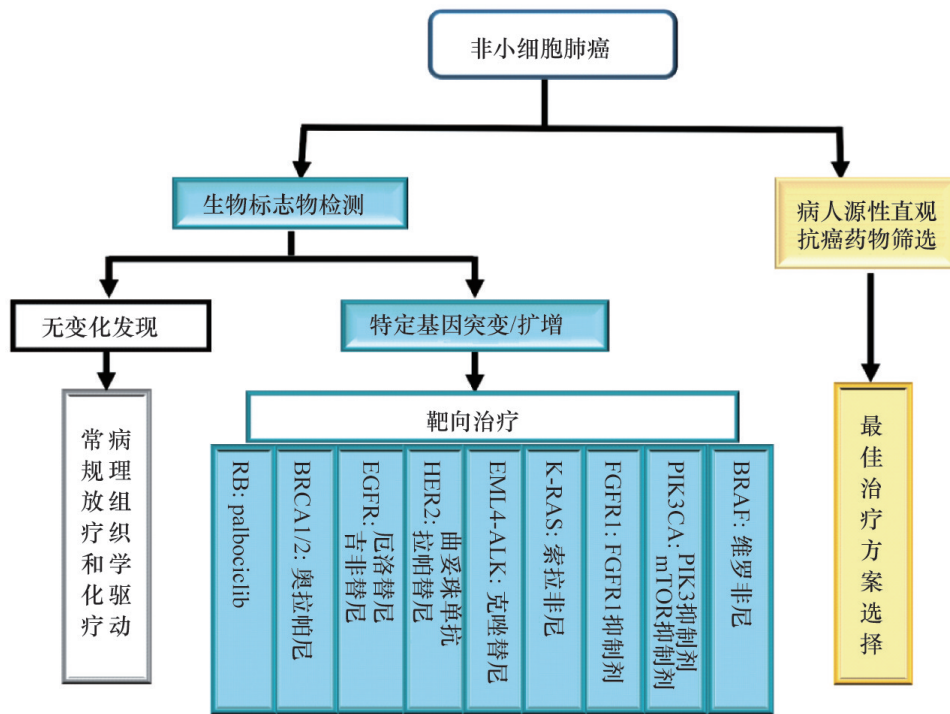 非小细胞肺癌
生物标志物检测
病人源性直观
抗癌药物筛选
无变化发现
特定基因突变/扩增
靶向治疗
病理组织学驱动
常规放疗和化疗
RB: palbociclib
BRCA1/2: 奥拉帕尼
EGFR: 厄洛替尼
吉非替尼
HER2: 曲妥珠单抗
拉帕替尼
EML4-ALK: 克唑替尼
K-RAS: 索拉非尼
FGFR1: FGFR1抑制剂
PIK3CA: PIK3抑制剂
mTOR抑制剂
BRAF: 维罗非尼
最佳治疗方案选择